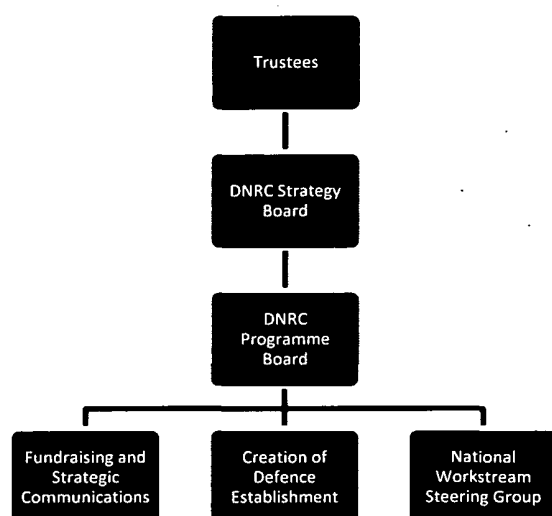 Trustees
DNRC Strategy
Board
DNRC
Programme
Board
Fundraising and
Strategic
Communications
Creation of
Defence
Establishment
National
Workstream
Steering Group